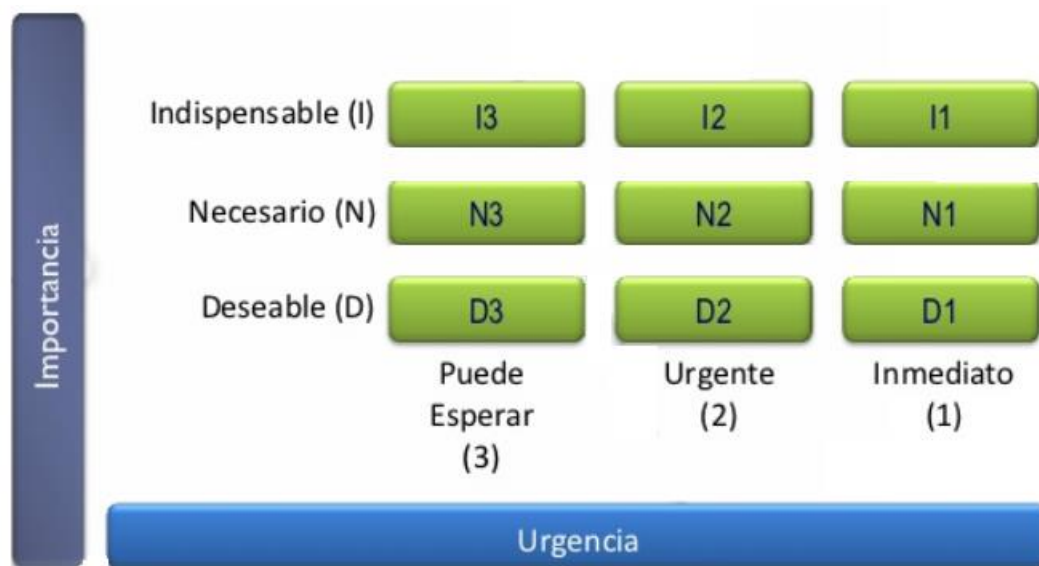 Importancia
Indispensable (I) I3 I2 I1
Necesario (N) N3 N2 N1
Deseable (D) D3 D2 D1
Puede Urgente Inmediato
Esperar (2) (1)
(3)
Urgencia